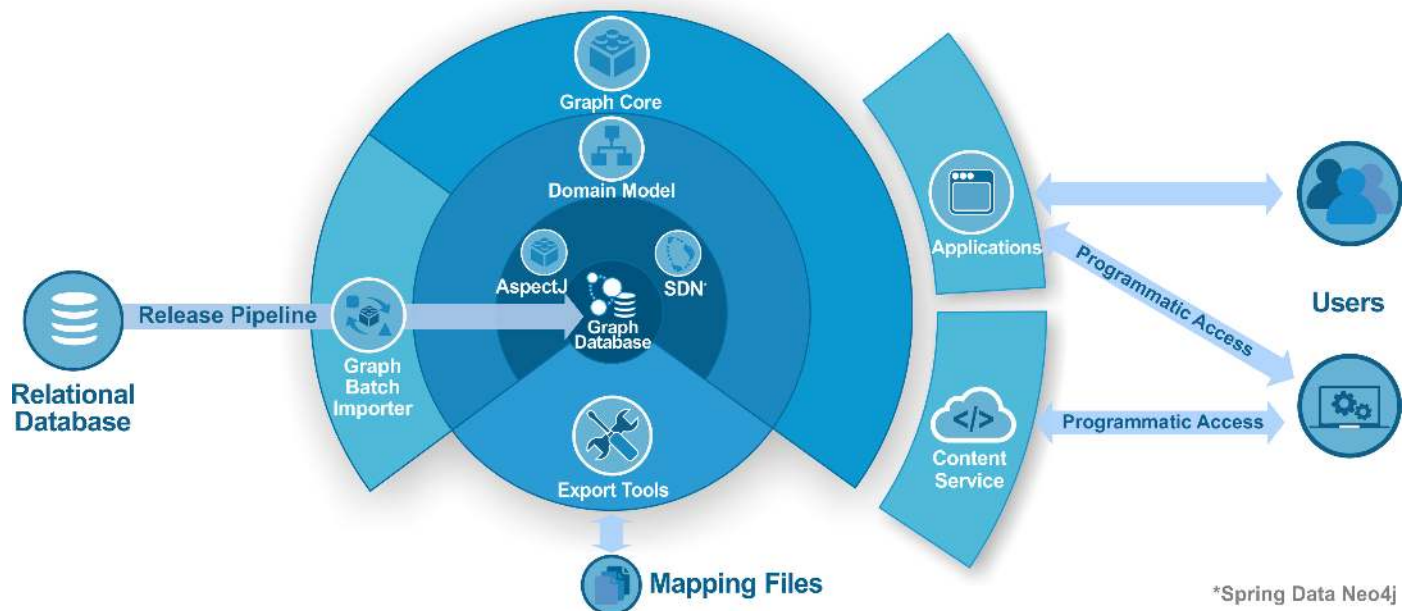 Graph Core
Domain Model
AspectJ
SDN*
Graph
Database
Release Pipeline
Graph
Batch
Importer
Relational
Database
Export Tools
Mapping Files
Applications
Content
Service
</>
Programmatic Access
Programmatic Access
Users
*Spring Data Neo4j